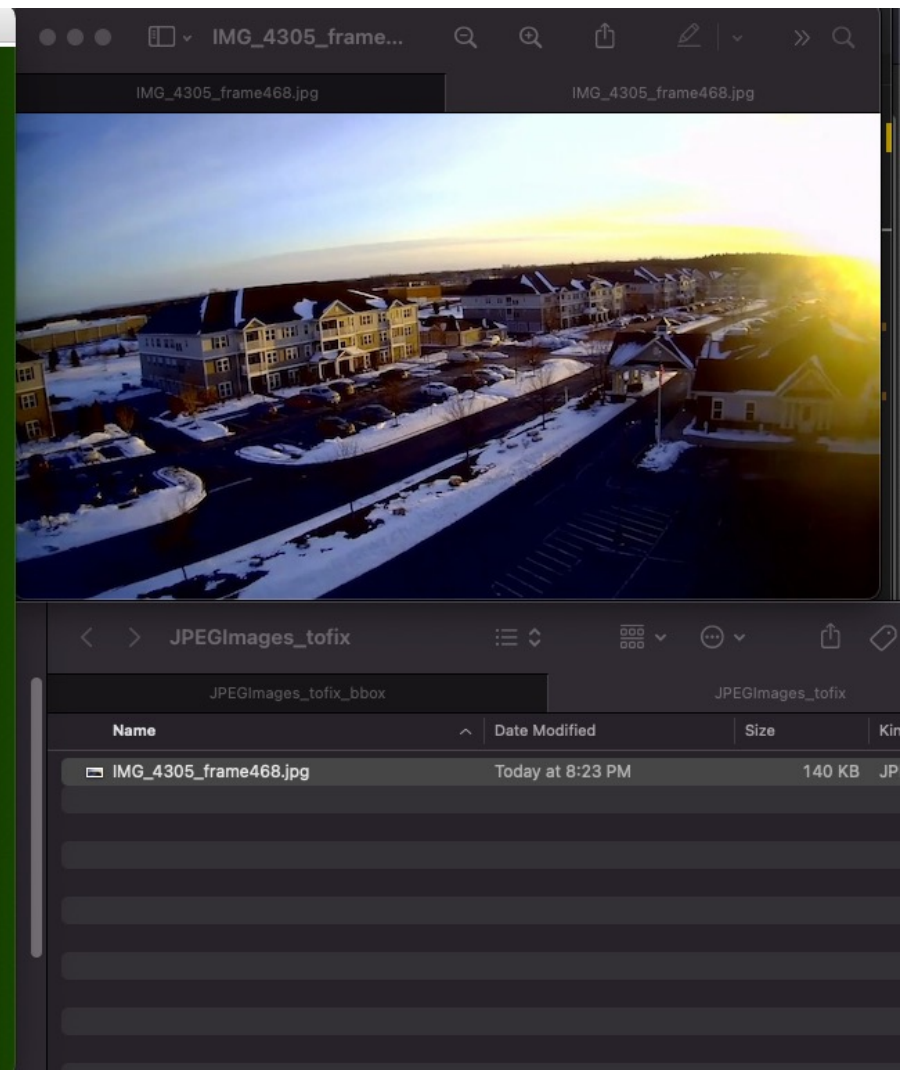 IMG_4305_frame...
IMG_4305_frame468.jpg IMG_4305_frame468.jpg
JPEGImages_tofix
JPEGImages_tofix_bbox JPEGImages_tofix
Name Date Modified Size Kin
IMG_4305_frame468.jpg Today at 8:23 PM 140 KB JP